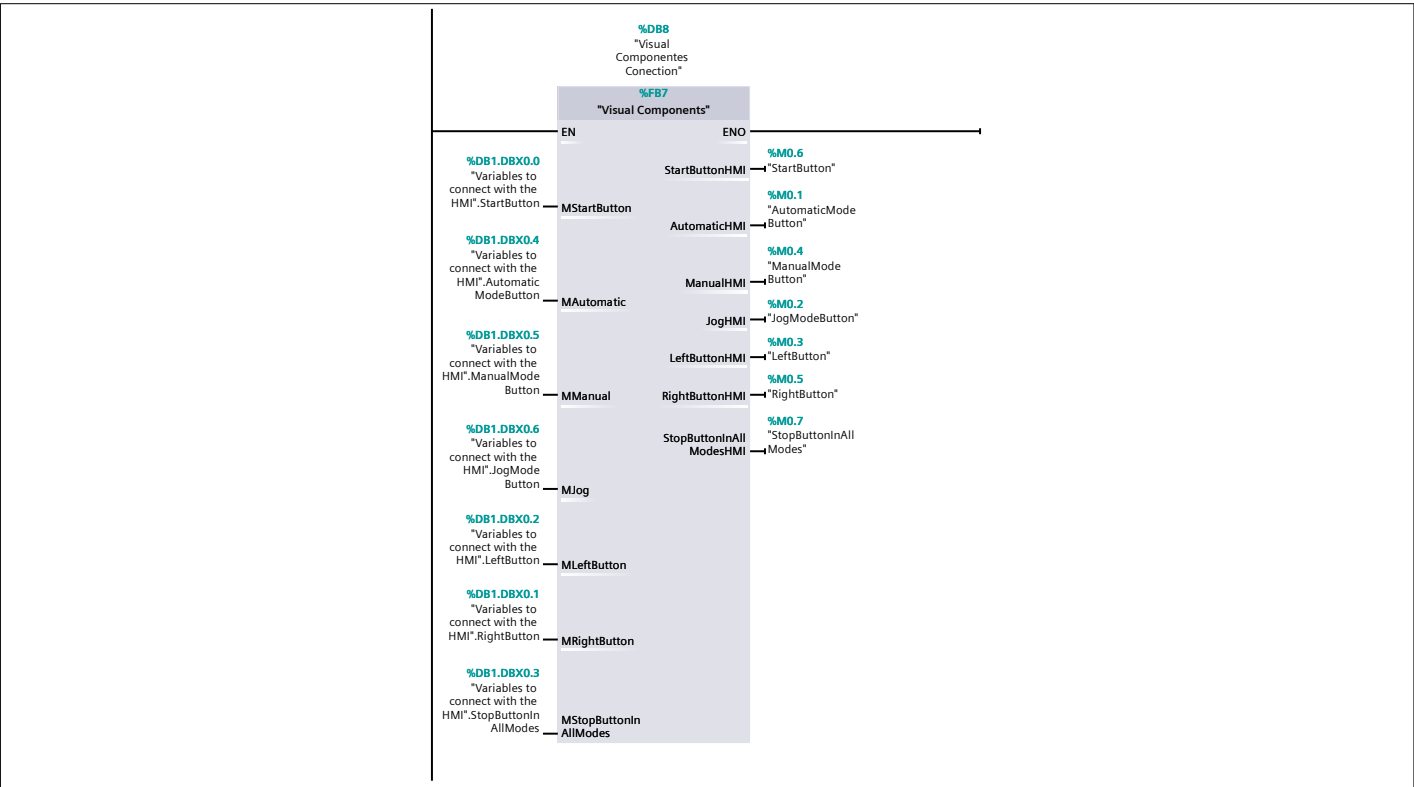 %DB8
"Visual
Componentes
Conection"
%FB7
"Visual Components"
EN
ENO
%DB1.DBX0.0
"Variables to
connect with the
HMI".StartButton
MStartButton
%DB1.DBX0.4
"Variables to
connect with the
HMI".Automatic
ModeButton
MAutomatic
%DB1.DBX0.5
"Variables to
connect with the
HMI".ManualMode
Button
MManual
%DB1.DBX0.6
"Variables to
connect with the
HMI".JogMode
Button
MJog
%DB1.DBX0.2
"Variables to
connect with the
HMI".LeftButton
MLeftButton
%DB1.DBX0.1
"Variables to
connect with the
HMI".RightButton
MRightButton
%DB1.DBX0.3
"Variables to
connect with the
HMI".StopButtonIn
AllModes
MStopButtonIn
AllModes
StartButtonHMI
%M0.6
"StartButton"
AutomaticHMI
%M0.1
"AutomaticMode
Button"
ManualHMI
%M0.4
"ManualMode
Button"
JogHMI
%M0.2
"JogModeButton"
LeftButtonHMI
%M0.3
"LeftButton"
RightButtonHMI
%M0.5
"RightButton"
StopButtonInAll
ModesHMI
%M0.7
"StopButtonInAll
Modes"